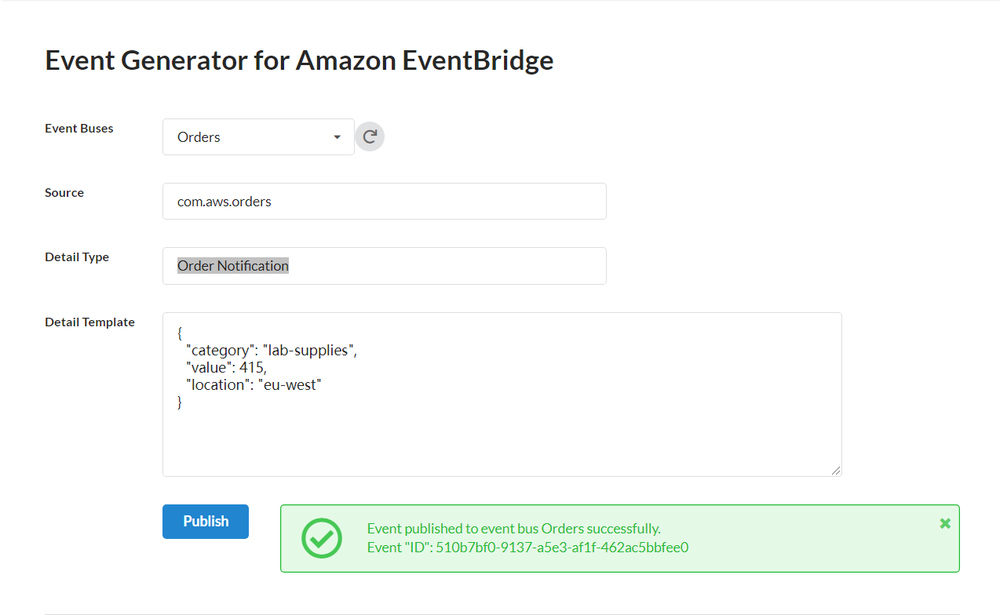 Event Generator for Amazon EventBridge
Event Buses
Orders
Source
com.aws.orders
Detail Type
Order Notification
Detail Template
{
"category": "lab-supplies",
"value": 415,
"location": "eu-west"
}
Publish
Event published to event bus Orders successfully.
Event "ID": 510b7bf0-9137-a5e3-af1f-462ac5bbfee0